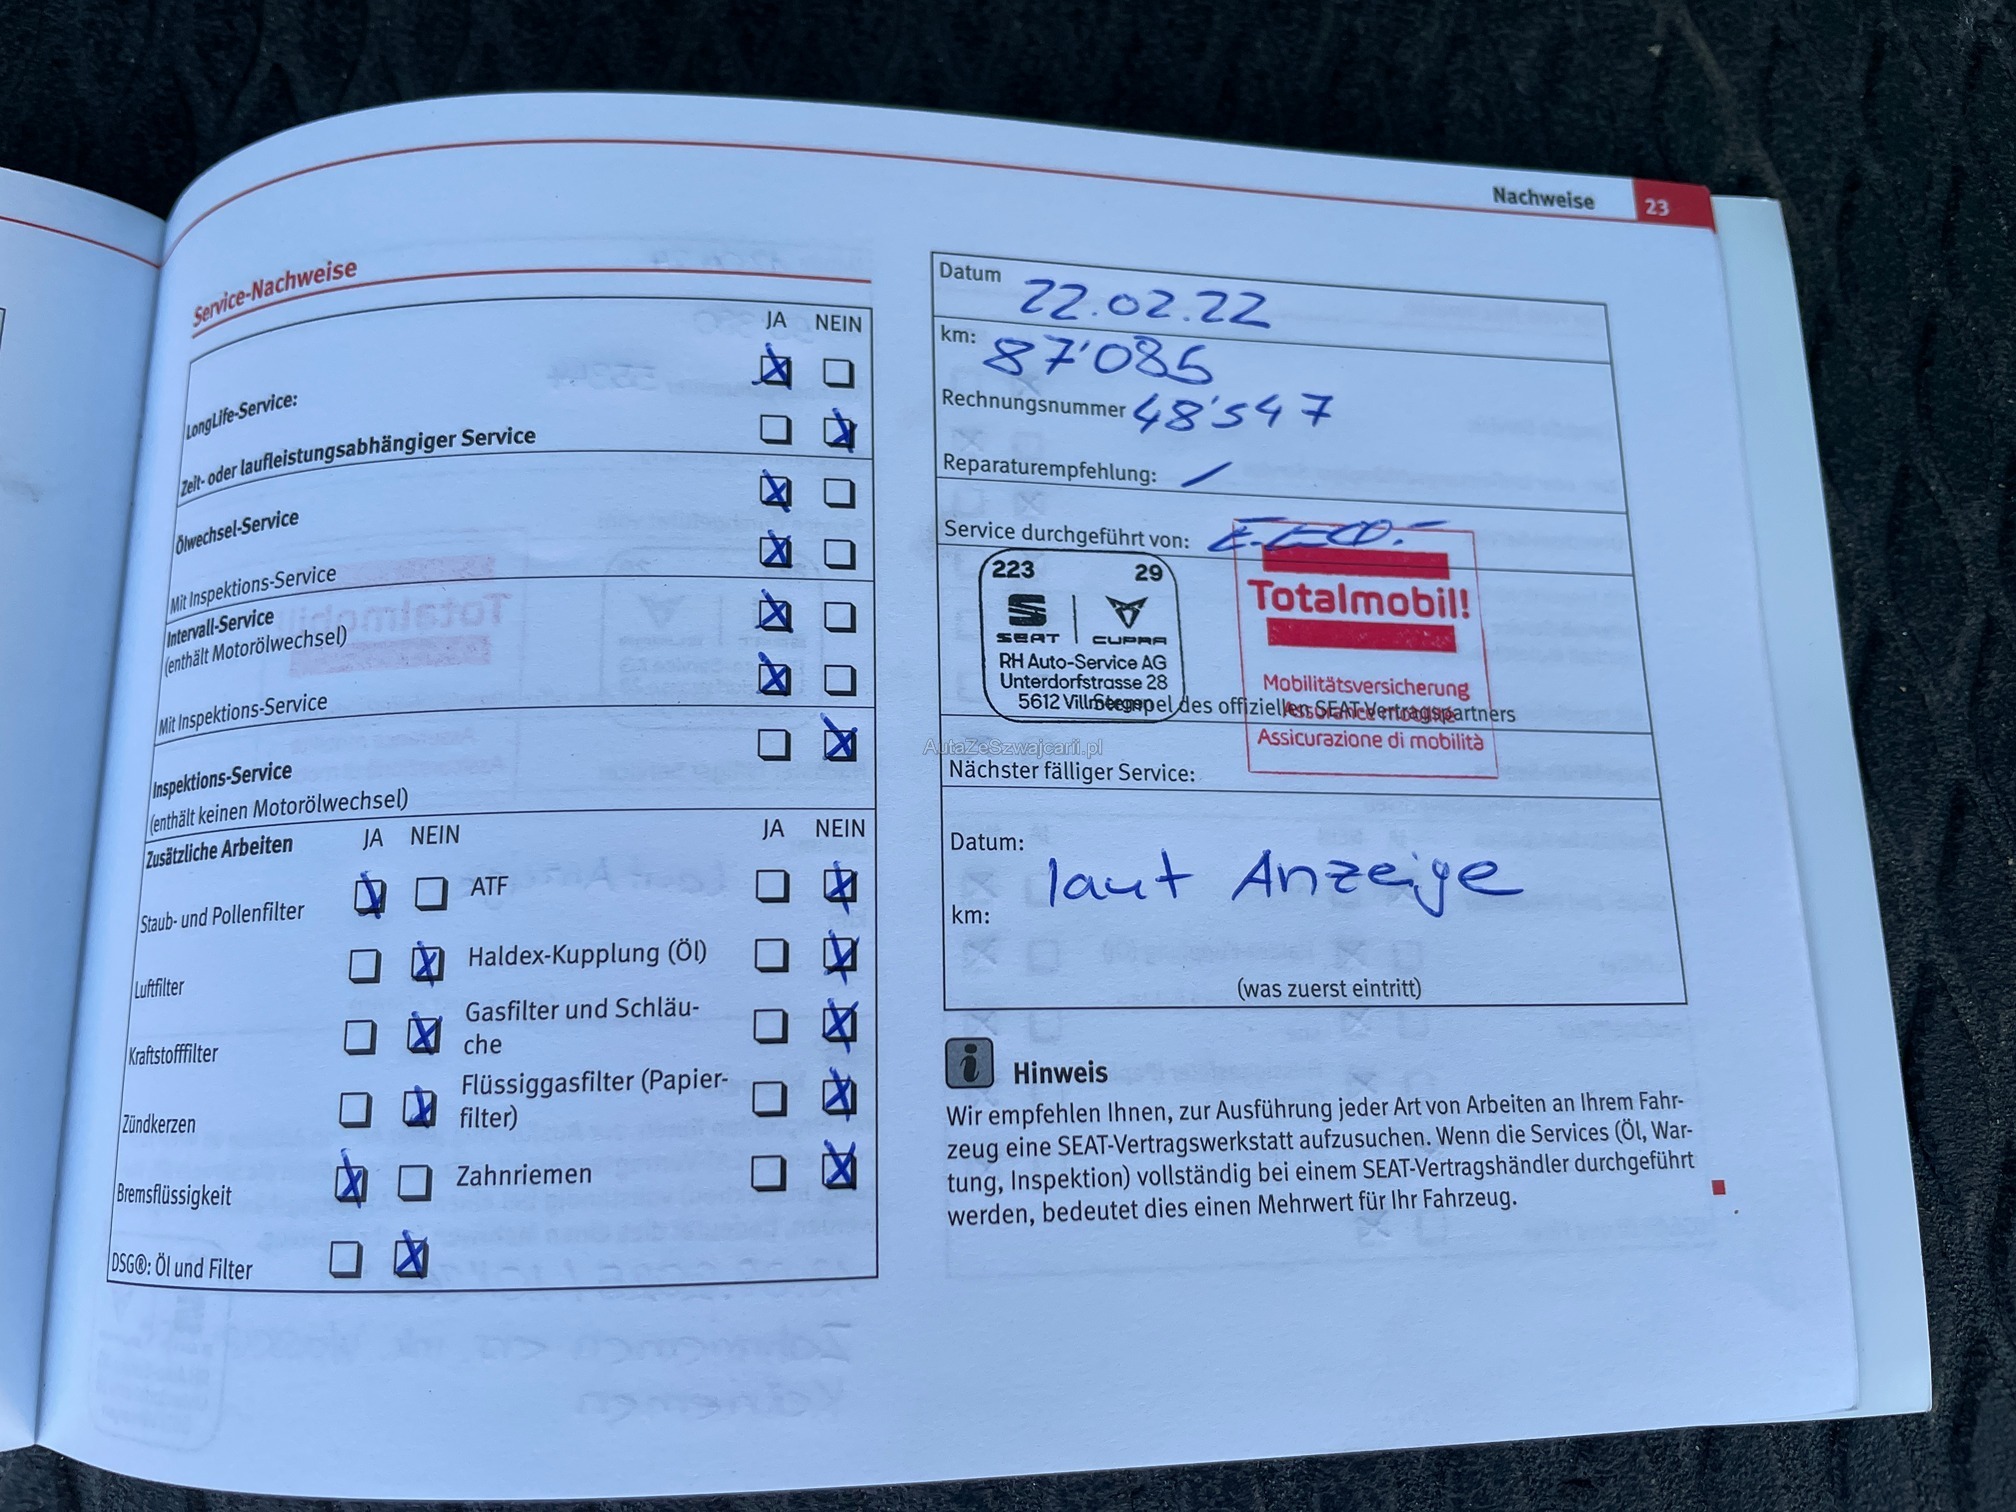 Nachweise 23
Service-Nachweise
JA NEIN
LongLife-Service:
Zeit- oder laufleistungsabhängiger Service
Ölwechsel-Service
Mit Inspektions-Service
Intervall-Service
(enthält Motorölwechsel)
Mit Inspektions-Service
Inspektions-Service
(enthält keinen Motorölwechsel)
Zusätzliche Arbeiten JA NEIN JA NEIN
Staub- und Pollenfilter ATF
Luftfilter Haldex-Kupplung (Öl)
Kraftstofffilter Gasfilter und Schläu-
che
Zündkerzen Flüssiggasfilter (Papier-
filter)
Bremsflüssigkeit Zahnriemen
DSG®: Öl und Filter
Datum 22.02.22
km: 87'085
Rechnungsnummer 48'547
Reparaturempfehlung: /
Service durchgeführt von:
223 29
SEAT CUPRA
RH Auto-Service AG
Unterdorfstrasse 28
5612 Villmergen
Stempel des offiziellen SEAT-Vertragspartners
Totalmobil!
Mobilitätsversicherung
Assurance mobilité
Assicurazione di mobilità
AutaZeSzwajcarii.pl
Nächster fälliger Service:
Datum:
laut Anzeige
km:
(was zuerst eintritt)
i Hinweis
Wir empfehlen Ihnen, zur Ausführung jeder Art von Arbeiten an Ihrem Fahr-
zeug eine SEAT-Vertragswerkstatt aufzusuchen. Wenn die Services (Öl, War-
tung, Inspektion) vollständig bei einem SEAT-Vertragshändler durchgeführt
werden, bedeutet dies einen Mehrwert für Ihr Fahrzeug.